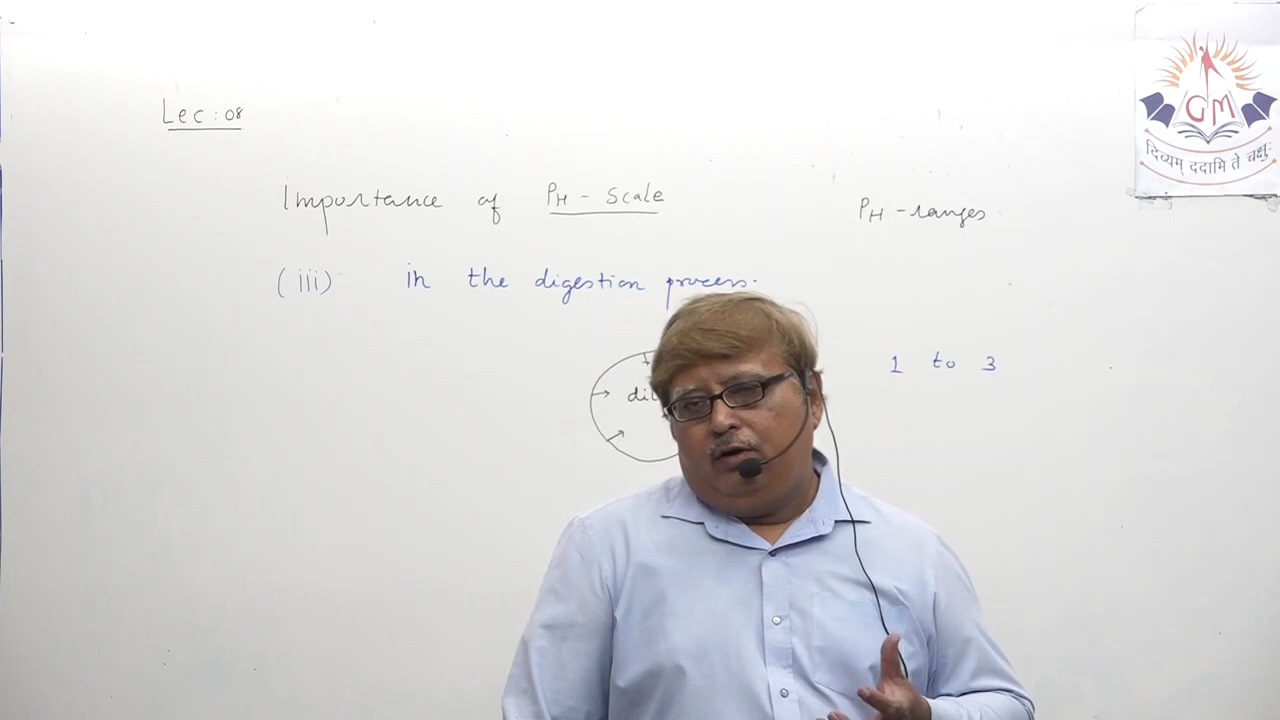 Lec : 08
GM
दिव्यम् ददामि ते चक्षुः
Importance of PH - Scale
PH - ranges
(iii) in the digestion process.
1 to 3